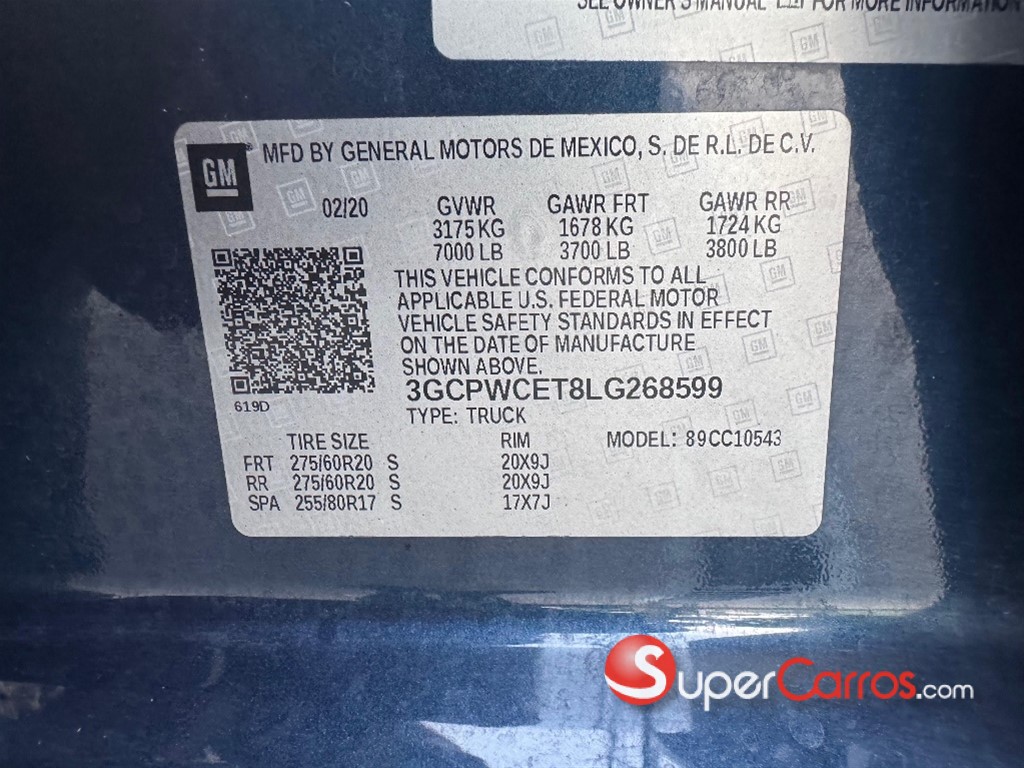 SEE OWNER'S MANUAL FOR MORE INFORMATION
GM
MFD BY GENERAL MOTORS DE MEXICO, S. DE R.L. DE C.V.
02/20 GVWR GAWR FRT GAWR RR
3175 KG 1678 KG 1724 KG
7000 LB 3700 LB 3800 LB
THIS VEHICLE CONFORMS TO ALL
APPLICABLE U.S. FEDERAL MOTOR
VEHICLE SAFETY STANDARDS IN EFFECT
ON THE DATE OF MANUFACTURE
SHOWN ABOVE.
3GCPWCET8LG268599
619D
TYPE: TRUCK
TIRE SIZE RIM MODEL: 89CC10543
FRT 275/60R20 S 20X9J
RR 275/60R20 S 20X9J
SPA 255/80R17 S 17X7J
SuperCarros.com